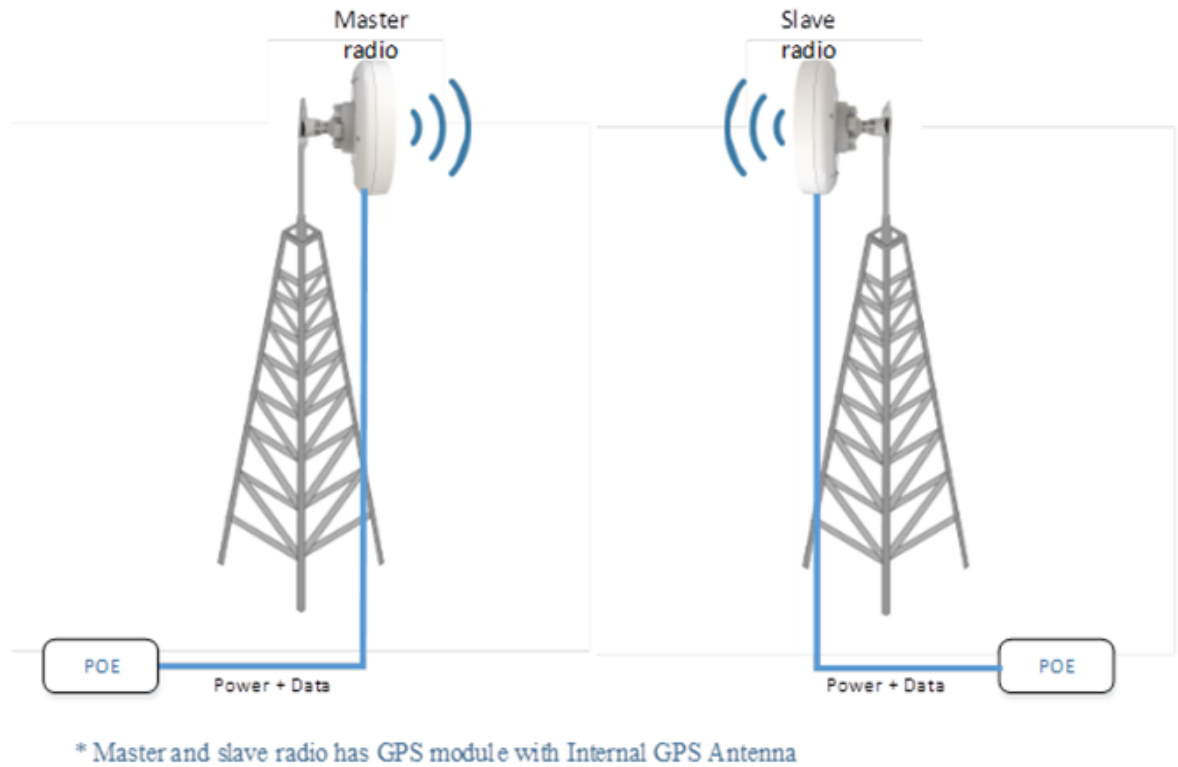 Master
radio
Slave
radio
POE
Power + Data
Power + Data
POE
* Master and slave radio has GPS module with Internal GPS Antenna